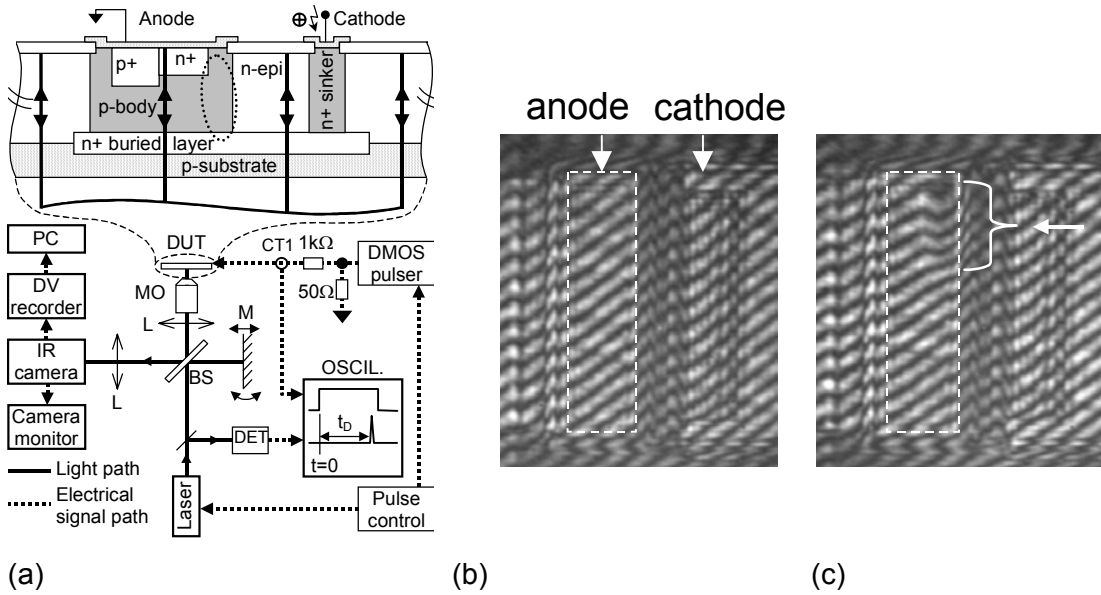 Anode
⊕ Cathode
p+
n+
n-epi
n+ sinker
p-body
n+ buried layer
p-substrate
PC
DV
recorder
IR
camera
Camera
monitor
DUT
MO
L
L
BS
M
CT1
1kΩ
50Ω
DMOS
pulser
OSCIL.
tD
t=0
DET
Laser
Pulse
control
Light path
Electrical
signal path
anode cathode
(a)
(b)
(c)